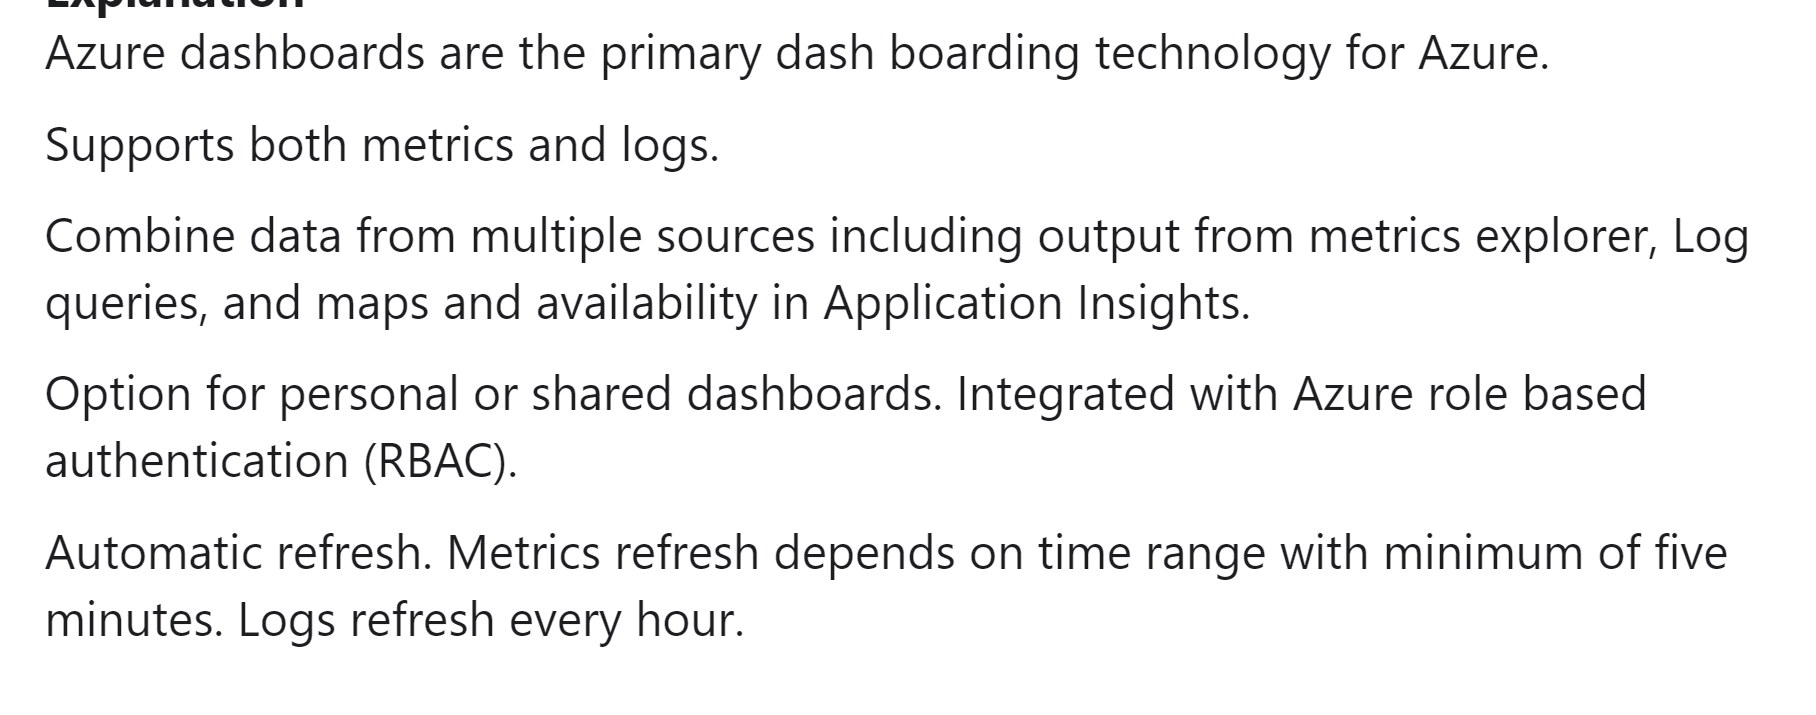 Explanation
Azure dashboards are the primary dash boarding technology for Azure.
Supports both metrics and logs.
Combine data from multiple sources including output from metrics explorer, Log
queries, and maps and availability in Application Insights.
Option for personal or shared dashboards. Integrated with Azure role based
authentication (RBAC).
Automatic refresh. Metrics refresh depends on time range with minimum of five
minutes. Logs refresh every hour.